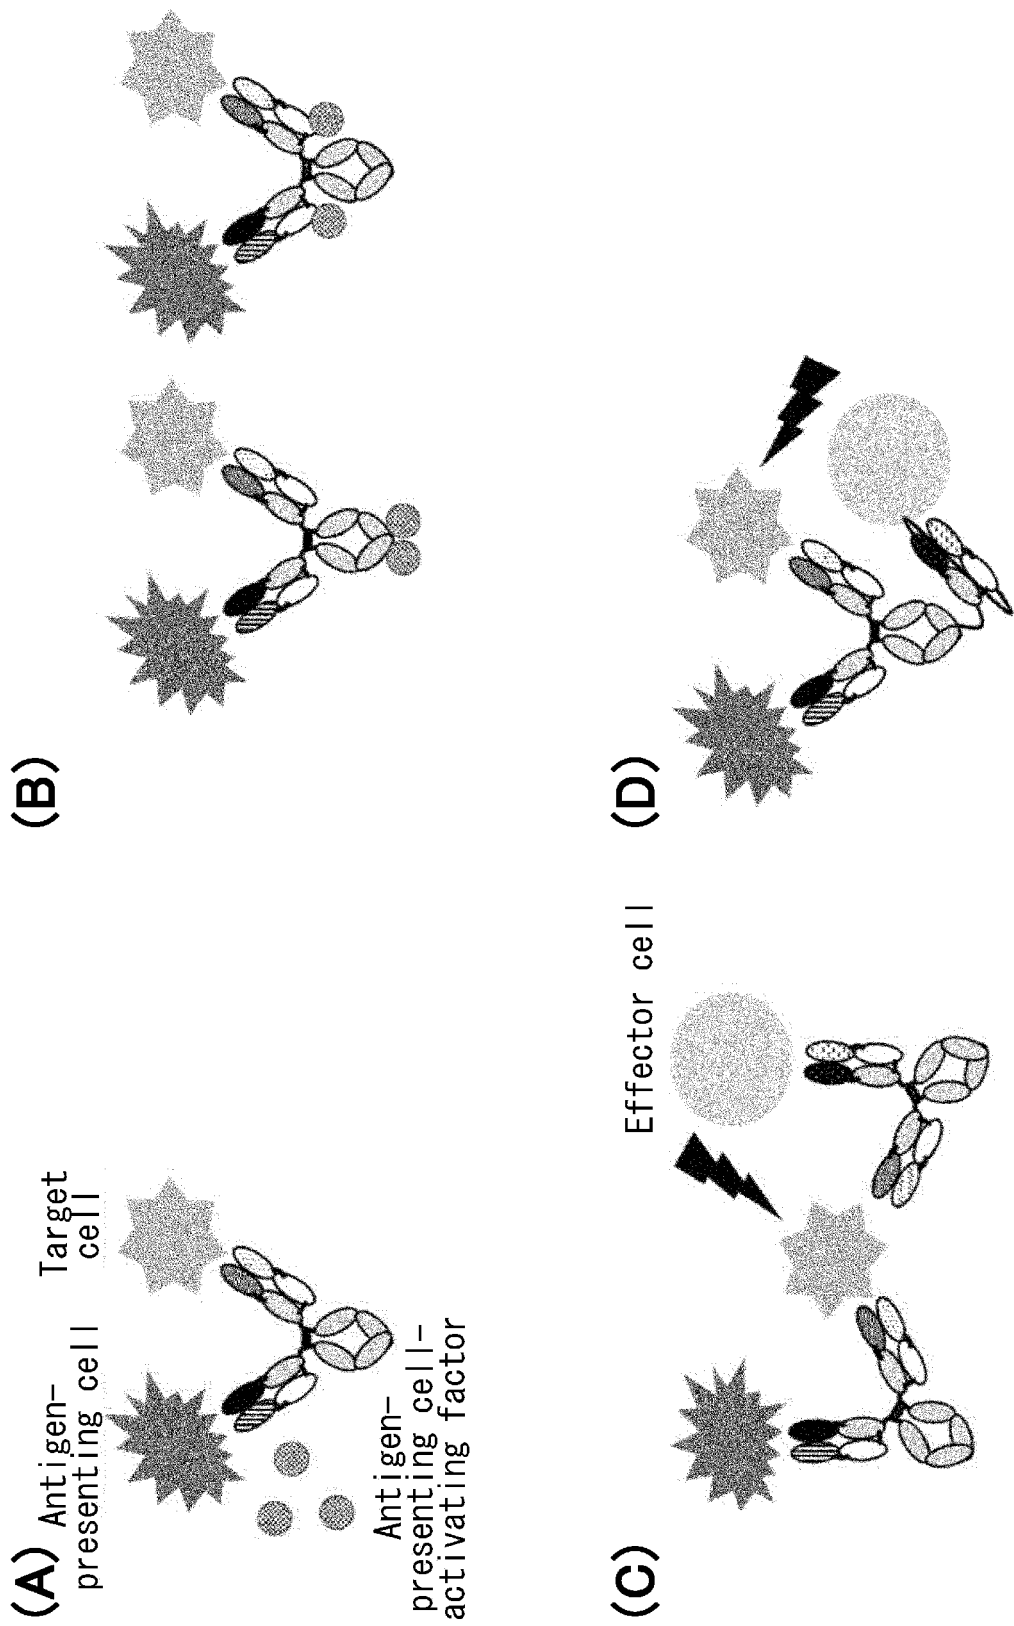 (A)
Antigen-
presenting cell
Target
cell
Antigen-
presenting cell-
activating factor
(B)
(C)
Effector cell
(D)